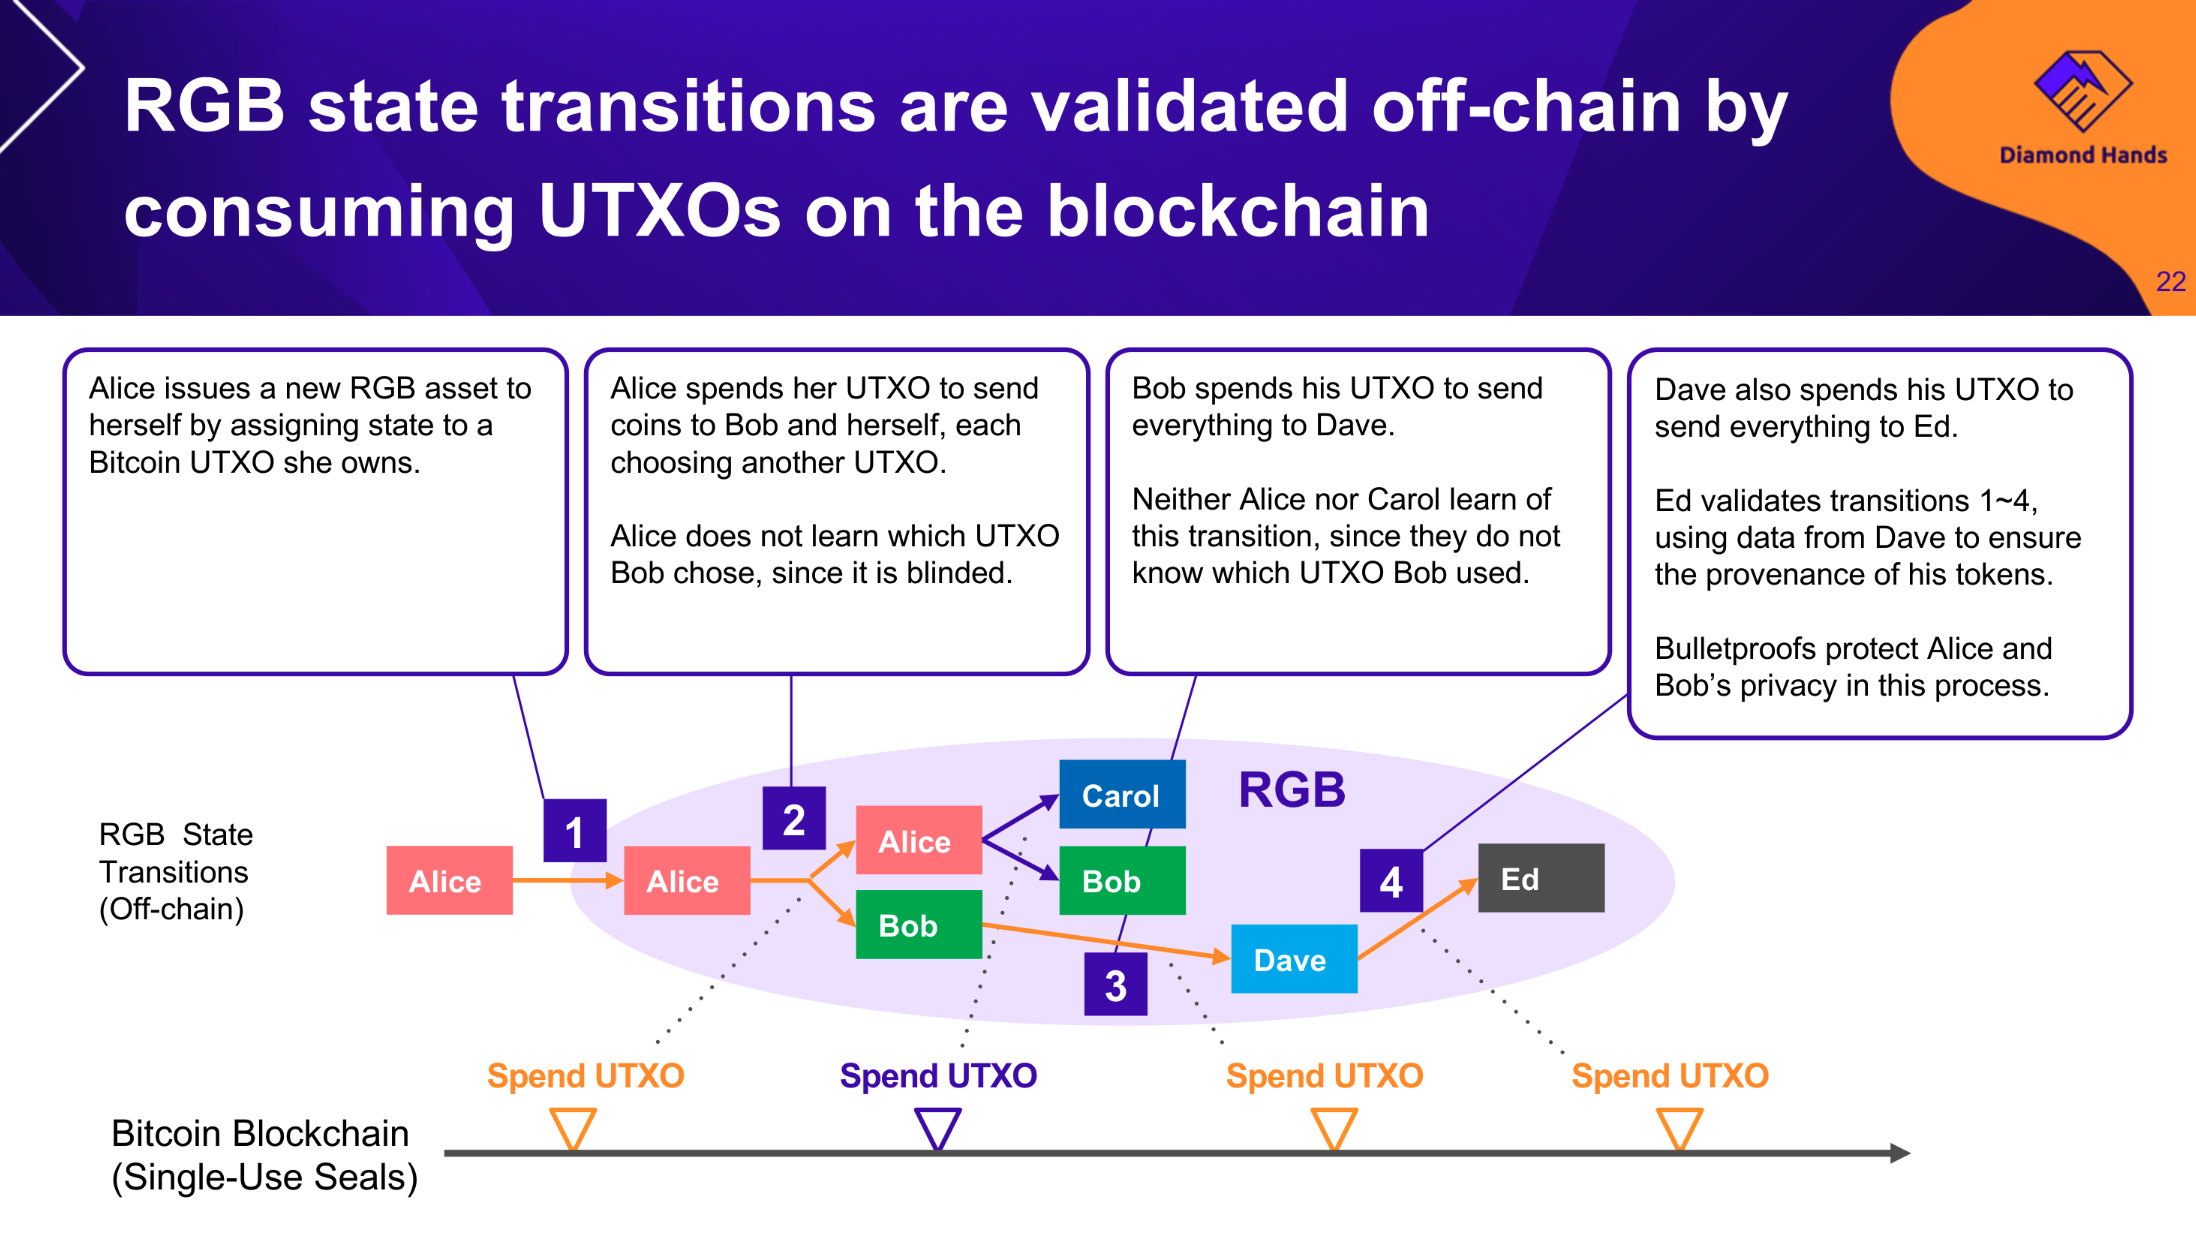 RGB state transitions are validated off-chain by
consuming UTXOs on the blockchain
Diamond Hands
22
Alice issues a new RGB asset to
herself by assigning state to a
Bitcoin UTXO she owns.
Alice spends her UTXO to send
coins to Bob and herself, each
choosing another UTXO.
Alice does not learn which UTXO
Bob chose, since it is blinded.
Bob spends his UTXO to send
everything to Dave.
Neither Alice nor Carol learn of
this transition, since they do not
know which UTXO Bob used.
Dave also spends his UTXO to
send everything to Ed.
Ed validates transitions 1~4,
using data from Dave to ensure
the provenance of his tokens.
Bulletproofs protect Alice and
Bob’s privacy in this process.
RGB State
Transitions
(Off-chain)
Alice
1
Alice
2
Alice
Bob
Carol
Bob
3
RGB
Dave
4
Ed
Spend UTXO
Spend UTXO
Spend UTXO
Spend UTXO
Bitcoin Blockchain
(Single-Use Seals)